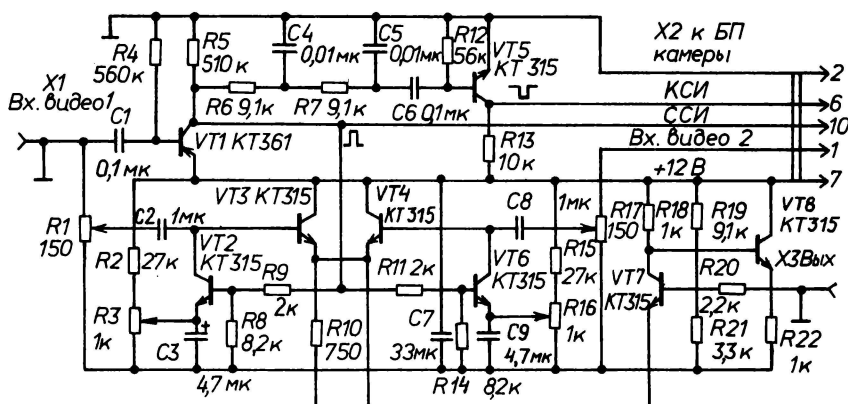 R4
560к
R5
510к
C4
0,01мк
C5
0,01мк
R12
56к
VT5
КТ 315
X2 к БП
камеры
2
КСИ
6
ССИ
10
Вх. видео 2
1
+12 В
7
X1
Вх. видео1
C1
0,1мк
R6 9,1к
R7 9,1к
C6 0,1мк
VT1 КТ361
R13
10к
VT3 КТ315
VT4
КТ315
C8
1мк
R1
150
C2
1мк
VT2
КТ315
R2
27к
R3
1к
C3
4,7мк
R9
2к
R8
8,2к
R10
750
R11 2к
C7
33мк
R14
8,2к
VT6
КТ315
C9
4,7мк
R15
27к
R16
1к
R17
150
R18
1к
R19
9,1к
VT8
КТ315
X3Вых
VT7
КТ315
R20
2,2к
R21
3,3к
R22
1к